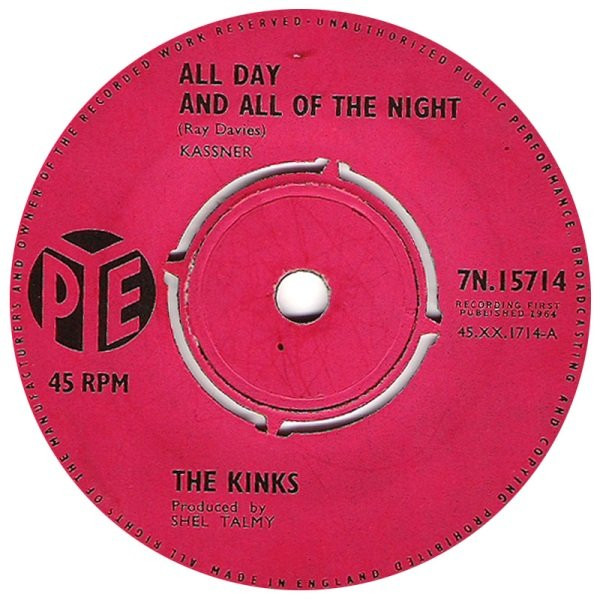 ALL DAY
AND ALL OF THE NIGHT
(Ray Davies)
KASSNER
PYE
45 RPM
7N.15714
RECORDING FIRST
PUBLISHED 1964
45.XX.1714-A
THE KINKS
Produced by
SHEL TALMY
ALL RIGHTS OF THE MANUFACTURERS AND OWNER OF THE RECORDED WORK RESERVED-UNAUTHORIZED PUBLIC PERFORMANCE, BROADCASTING AND COPYING PROHIBITED
MADE IN ENGLAND